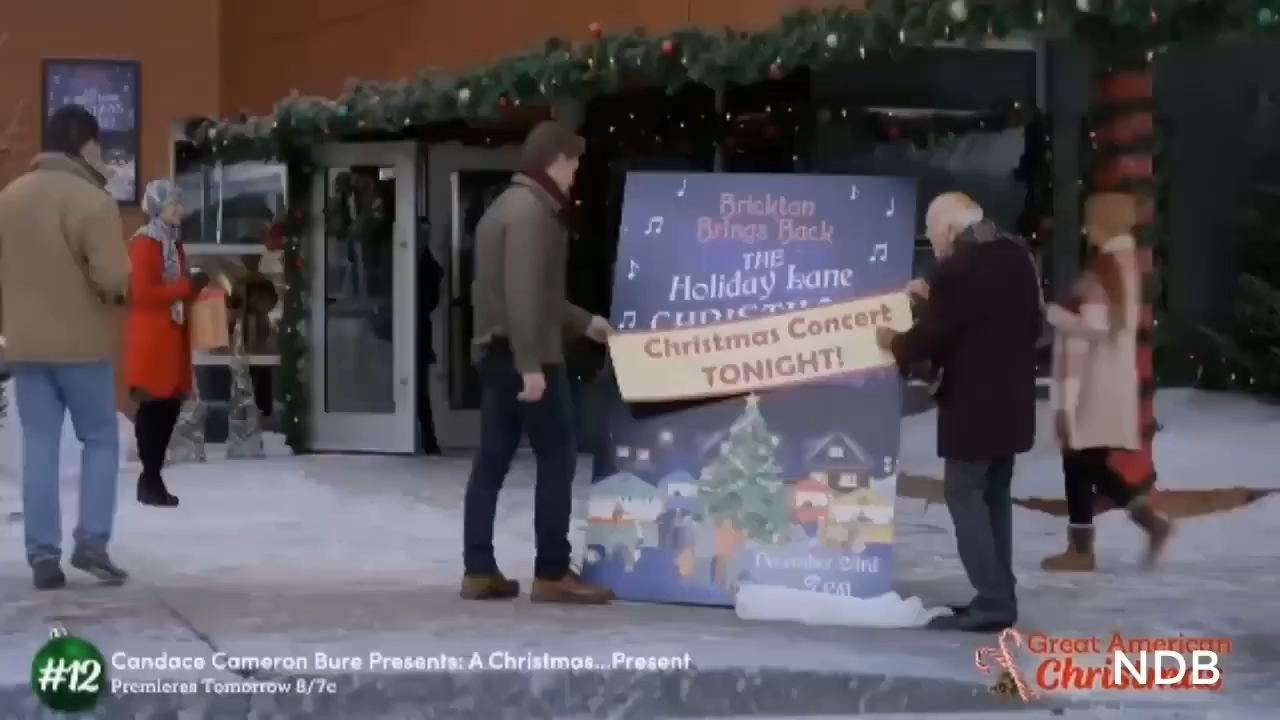 Brickton
Brings Back
THE
Holiday Lane
Christmas Concert
TONIGHT!
December 23rd
7PM
#12
Candace Cameron Bure Presents: A Christmas...Present
Premieres Tomorrow 8/7c
Great American
Christmas
NDB